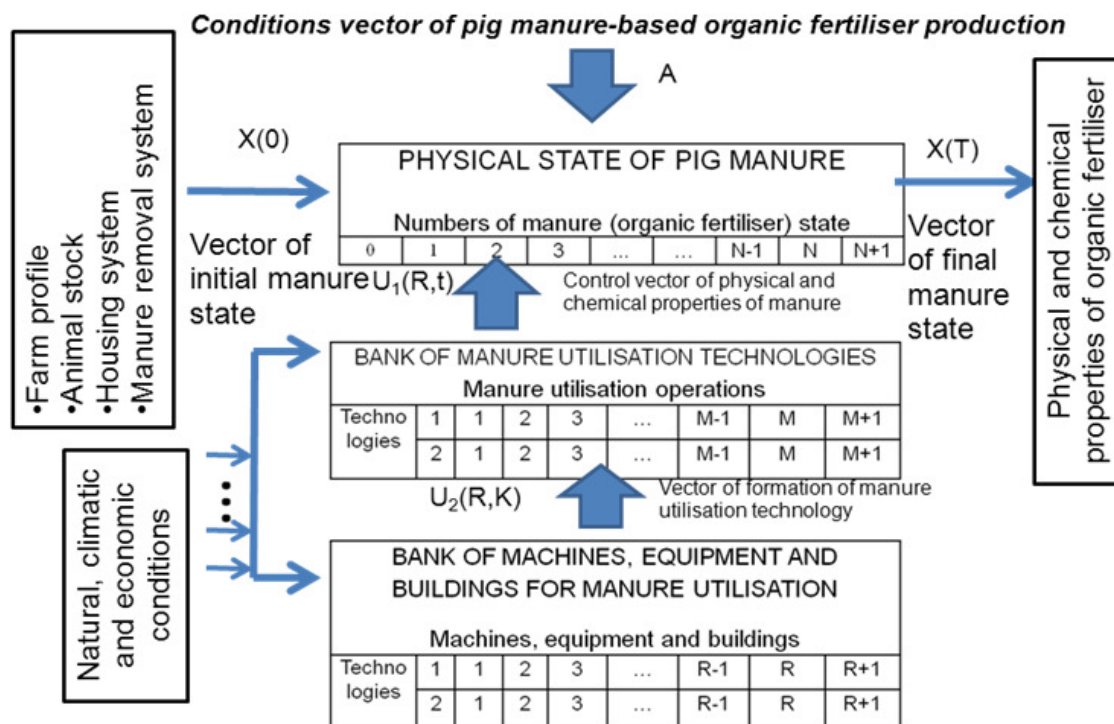 Conditions vector of pig manure-based organic fertiliser production
A
•Farm profile
•Animal stock
•Housing system
•Manure removal system
X(0)
Vector of
initial manure
state
PHYSICAL STATE OF PIG MANURE
Numbers of manure (organic fertiliser) state
0 1 2 3 ... ... N-1 N N+1
X(T)
Vector
of final
manure
state
Physical and chemical
properties of organic fertiliser
U1(R,t)
Control vector of physical and
chemical properties of manure
BANK OF MANURE UTILISATION TECHNOLOGIES
Manure utilisation operations
Techno
logies
1 1 2 3 ... M-1 M M+1
2 1 2 3 ... M-1 M M+1
Natural, climatic
and economic
conditions
U2(R,K)
Vector of formation of manure
utilisation technology
BANK OF MACHINES, EQUIPMENT AND
BUILDINGS FOR MANURE UTILISATION
Machines, equipment and buildings
Techno
logies
1 1 2 3 ... R-1 R R+1
2 1 2 3 ... R-1 R R+1